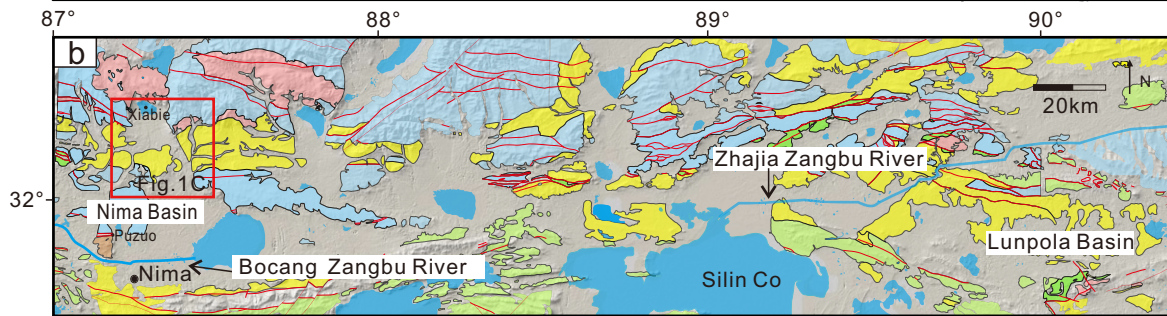 87° 88° 89° 90°
b
N
20km
Xiabie
Zhajia Zangbu River
Fig.1C
32°
Nima Basin
Puzuo
Lunpola Basin
Bocang Zangbu River
Nima
Silin Co